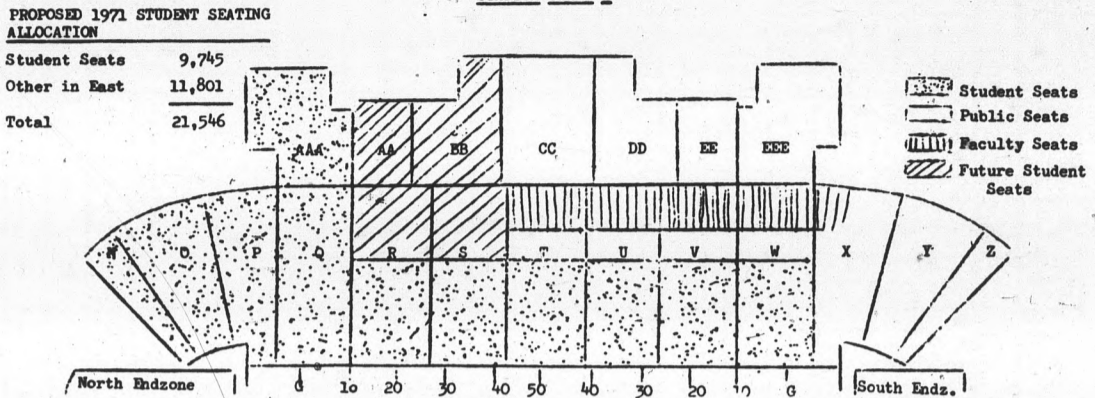 PROPOSED 1971 STUDENT SEATING
ALLOCATION
Student Seats 9,745
Other in East 11,801
Total 21,546
Student Seats
Public Seats
Faculty Seats
Future Student
Seats
AAA AA BB CC DD EE EEE
N O P Q R S T U V W X Y Z
North Endzone
G 10 20 30 40 50 40 30 20 10 G
South Endz.